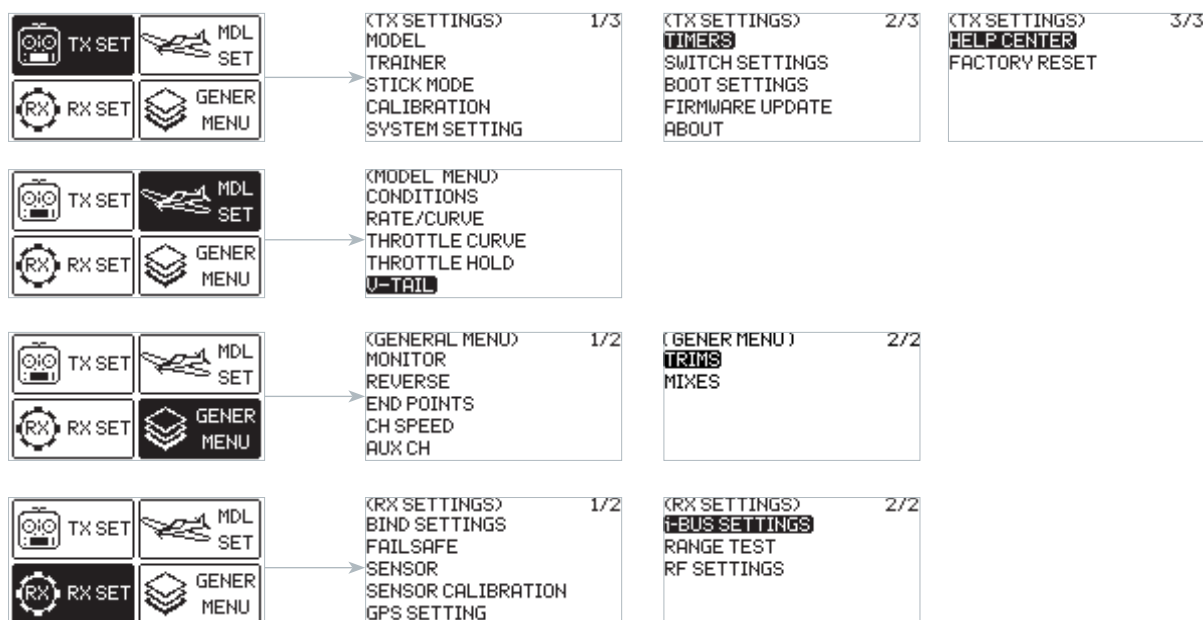 TX SET
MDL
SET
RX
RX SET
GENER
MENU
(TX SETTINGS) 1/3
MODEL
TRAINER
STICK MODE
CALIBRATION
SYSTEM SETTING
(TX SETTINGS) 2/3
TIMERS
SWITCH SETTINGS
BOOT SETTINGS
FIRMWARE UPDATE
ABOUT
(TX SETTINGS) 3/3
HELP CENTER
FACTORY RESET
TX SET
MDL
SET
RX
RX SET
GENER
MENU
(MODEL MENU)
CONDITIONS
RATE/CURVE
THROTTLE CURVE
THROTTLE HOLD
V-TAIL
TX SET
MDL
SET
RX
RX SET
GENER
MENU
(GENERAL MENU) 1/2
MONITOR
REVERSE
END POINTS
CH SPEED
AUX CH
(GENER MENU) 2/2
TRIMS
MIXES
TX SET
MDL
SET
RX
RX SET
GENER
MENU
(RX SETTINGS) 1/2
BIND SETTINGS
FAILSAFE
SENSOR
SENSOR CALIBRATION
GPS SETTING
(RX SETTINGS) 2/2
i-BUS SETTINGS
RANGE TEST
RF SETTINGS